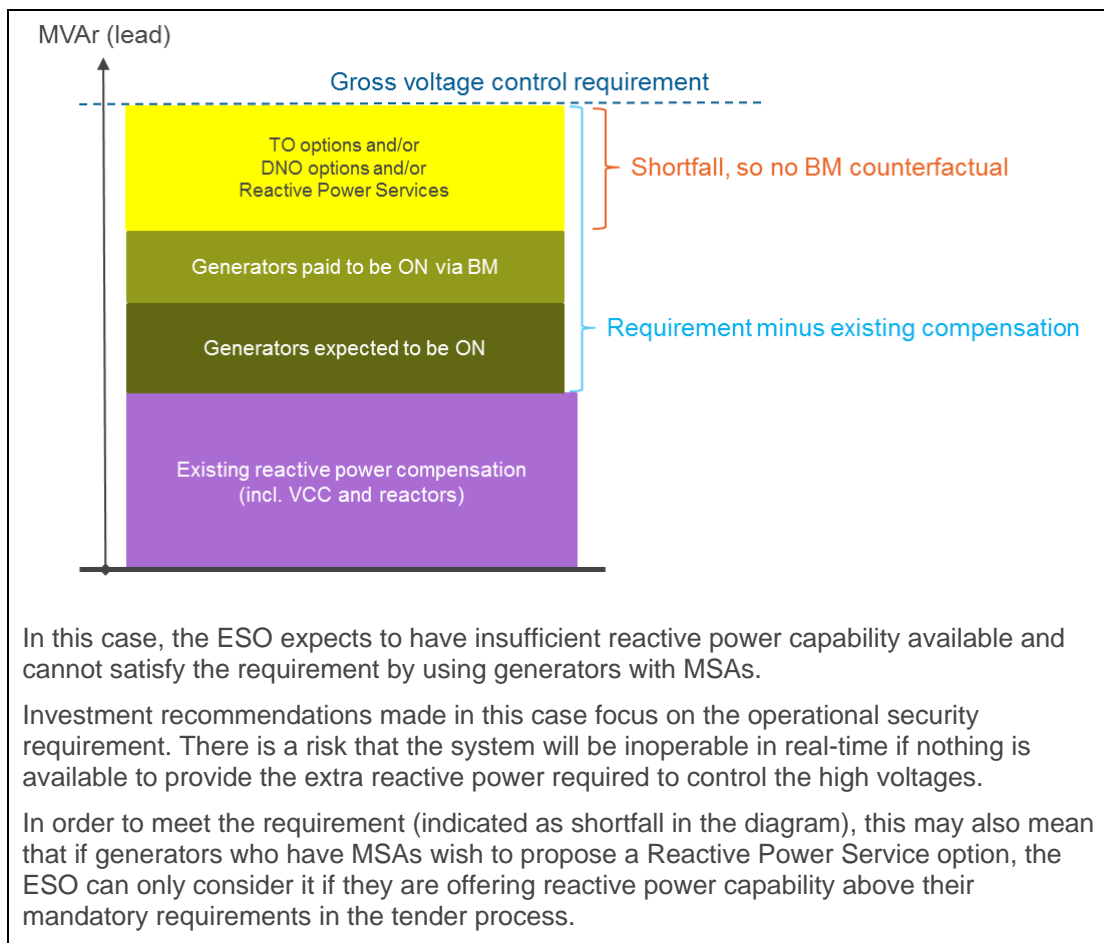 MVAr (lead)
Gross voltage control requirement
TO options and/or
DNO options and/or
Reactive Power Services
Shortfall, so no BM counterfactual
Generators paid to be ON via BM
Requirement minus existing compensation
Generators expected to be ON
Existing reactive power compensation
(incl. VCC and reactors)
In this case, the ESO expects to have insufficient reactive power capability available and
cannot satisfy the requirement by using generators with MSAs.
Investment recommendations made in this case focus on the operational security
requirement. There is a risk that the system will be inoperable in real-time if nothing is
available to provide the extra reactive power required to control the high voltages.
In order to meet the requirement (indicated as shortfall in the diagram), this may also mean
that if generators who have MSAs wish to propose a Reactive Power Service option, the
ESO can only consider it if they are offering reactive power capability above their
mandatory requirements in the tender process.